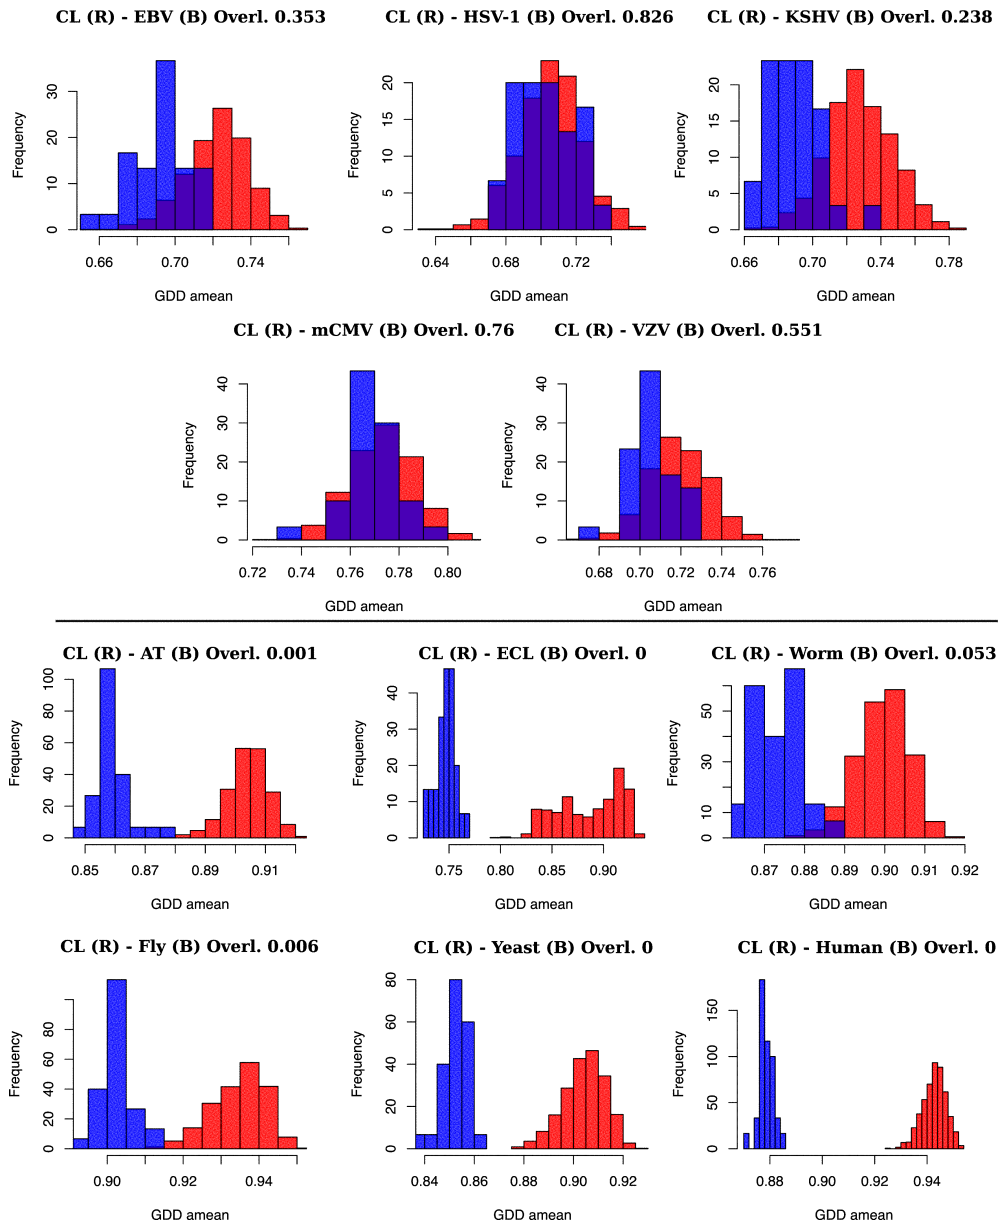 CL (R) - EBV (B) Overl. 0.353
CL (R) - HSV-1 (B) Overl. 0.826
CL (R) - KSHV (B) Overl. 0.238
Frequency
0 10 20 30
0.66 0.70 0.74
GDD amean
Frequency
0 5 10 15 20
0.64 0.68 0.72
GDD amean
Frequency
0 5 10 15 20
0.66 0.70 0.74 0.78
GDD amean
CL (R) - mCMV (B) Overl. 0.76
CL (R) - VZV (B) Overl. 0.551
Frequency
0 10 20 30 40
0.72 0.74 0.76 0.78 0.80
GDD amean
Frequency
0 10 20 30 40
0.68 0.70 0.72 0.74 0.76
GDD amean
CL (R) - AT (B) Overl. 0.001
CL (R) - ECL (B) Overl. 0
CL (R) - Worm (B) Overl. 0.053
Frequency
0 20 40 60 80 100
0.85 0.87 0.89 0.91
GDD amean
Frequency
0 10 20 30 40
0.75 0.80 0.85 0.90
GDD amean
Frequency
0 10 30 50
0.87 0.88 0.89 0.90 0.91 0.92
GDD amean
CL (R) - Fly (B) Overl. 0.006
CL (R) - Yeast (B) Overl. 0
CL (R) - Human (B) Overl. 0
Frequency
0 20 40 60 80
0.90 0.92 0.94
GDD amean
Frequency
0 20 40 60 80
0.84 0.86 0.88 0.90 0.92
GDD amean
Frequency
0 50 100 150
0.88 0.90 0.92 0.94
GDD amean